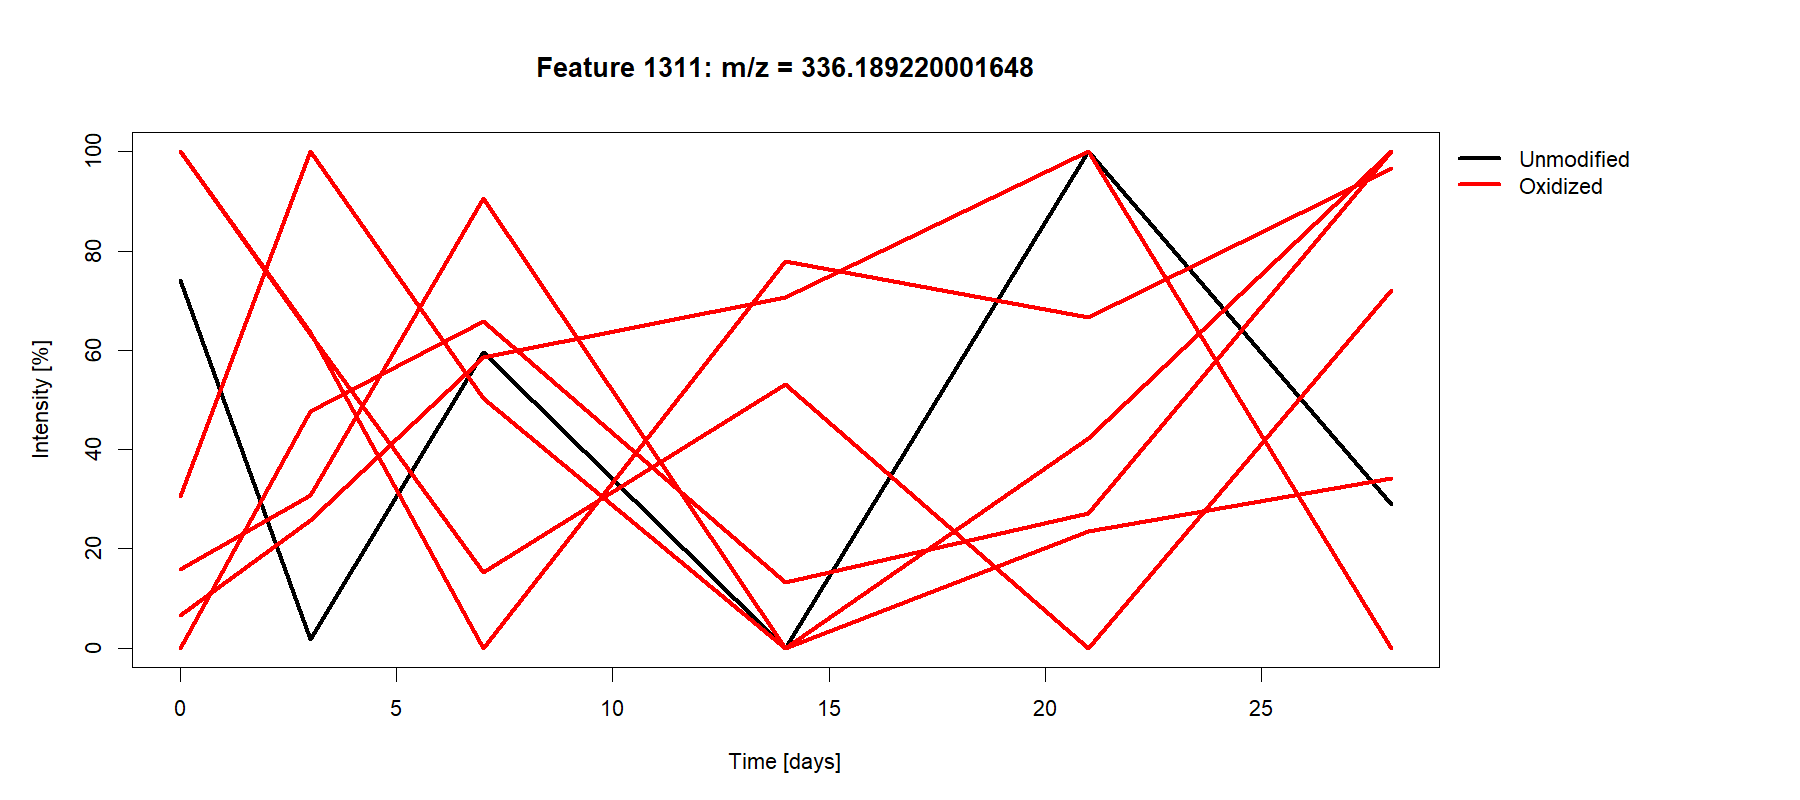 Feature 1311: m/z = 336.189220001648
Unmodified
Oxidized
Intensity [%]
100
80
60
40
20
0
0 5 10 15 20 25
Time [days]